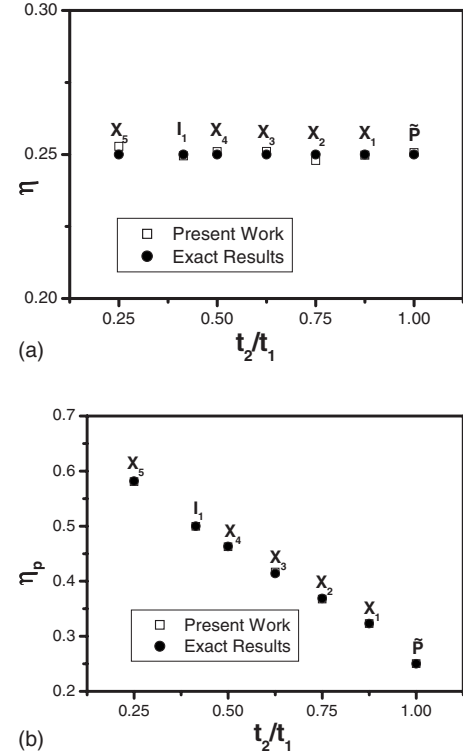 0.30
X₅ I₁ X₄ X₃ X₂ X₁ P̃
0.25
η
Present Work
Exact Results
0.20
0.25 0.50 0.75 1.00
(a)
t₂/t₁
0.7
X₅
0.6
I₁
0.5
X₄
X₃
ηₚ
0.4
X₂
X₁
Present Work
0.3
P̃
Exact Results
0.2
0.25 0.50 0.75 1.00
(b)
t₂/t₁